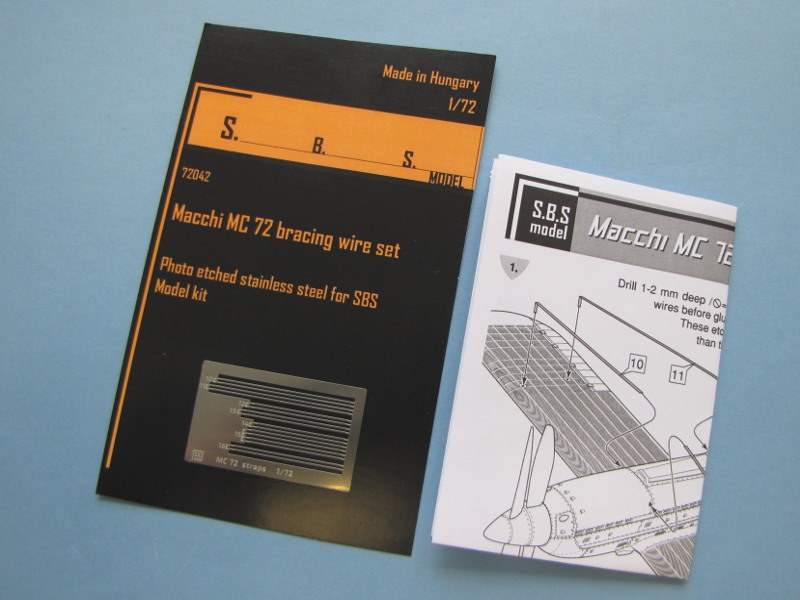 Made in Hungary
1/72
S. B. S.
MODEL
72042
Macchi MC 72 bracing wire set
Photo etched stainless steel for SBS
Model kit
MC 72 straps 1/72
S.B.S
model
Macchi MC 72
1.
Drill 1-2 mm deep
wires before
These
than
10
11